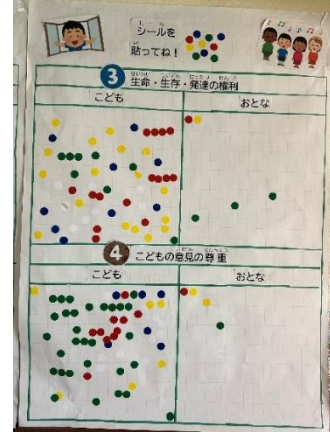 シールを
貼ってね！
3 生命・生存・発達の権利
こども
おとな
4 こどもの意見の尊重
こども
おとな